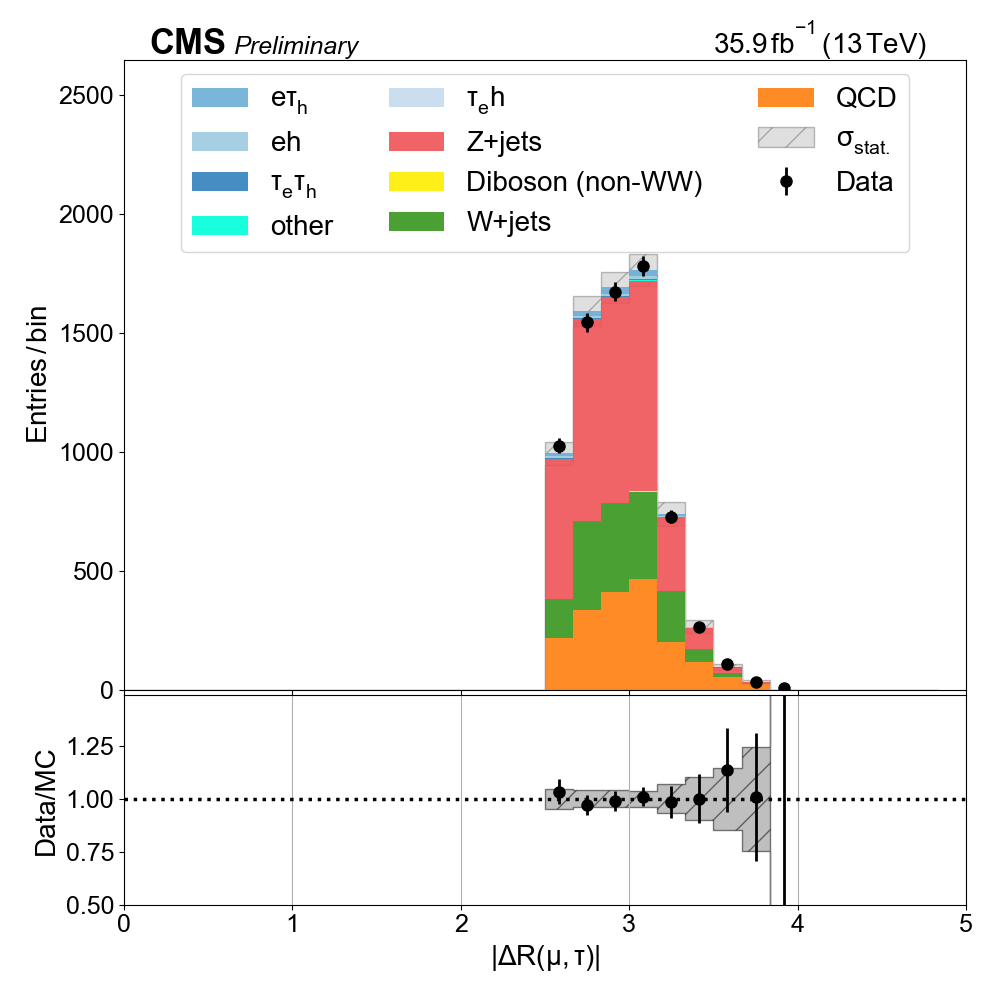 CMS Preliminary 35.9 fb⁻¹ (13 TeV)
eτₕ τₑh QCD
eh Z+jets σstat.
τₑτₕ Diboson (non-WW) Data
other W+jets
Entries / bin
2500
2000
1500
1000
500
0
Data/MC
1.25
1.00
0.75
0.50
0 1 2 3 4 5
|ΔR(μ, τ)|